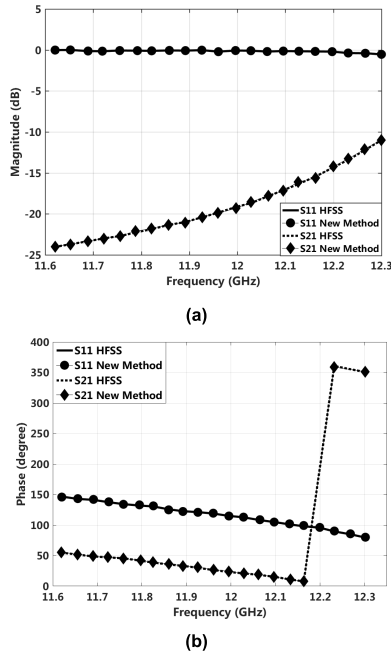 0
-5
-10
-15
-20
-25
Magnitude (dB)
S11 HFSS
S11 New Method
S21 HFSS
S21 New Method
11.6 11.7 11.8 11.9 12 12.1 12.2 12.3
Frequency (GHz)
(a)
400
350
300
250
200
150
100
50
0
Phase (degree)
S11 HFSS
S11 New Method
S21 HFSS
S21 New Method
11.6 11.7 11.8 11.9 12 12.1 12.2 12.3
Frequency (GHz)
(b)